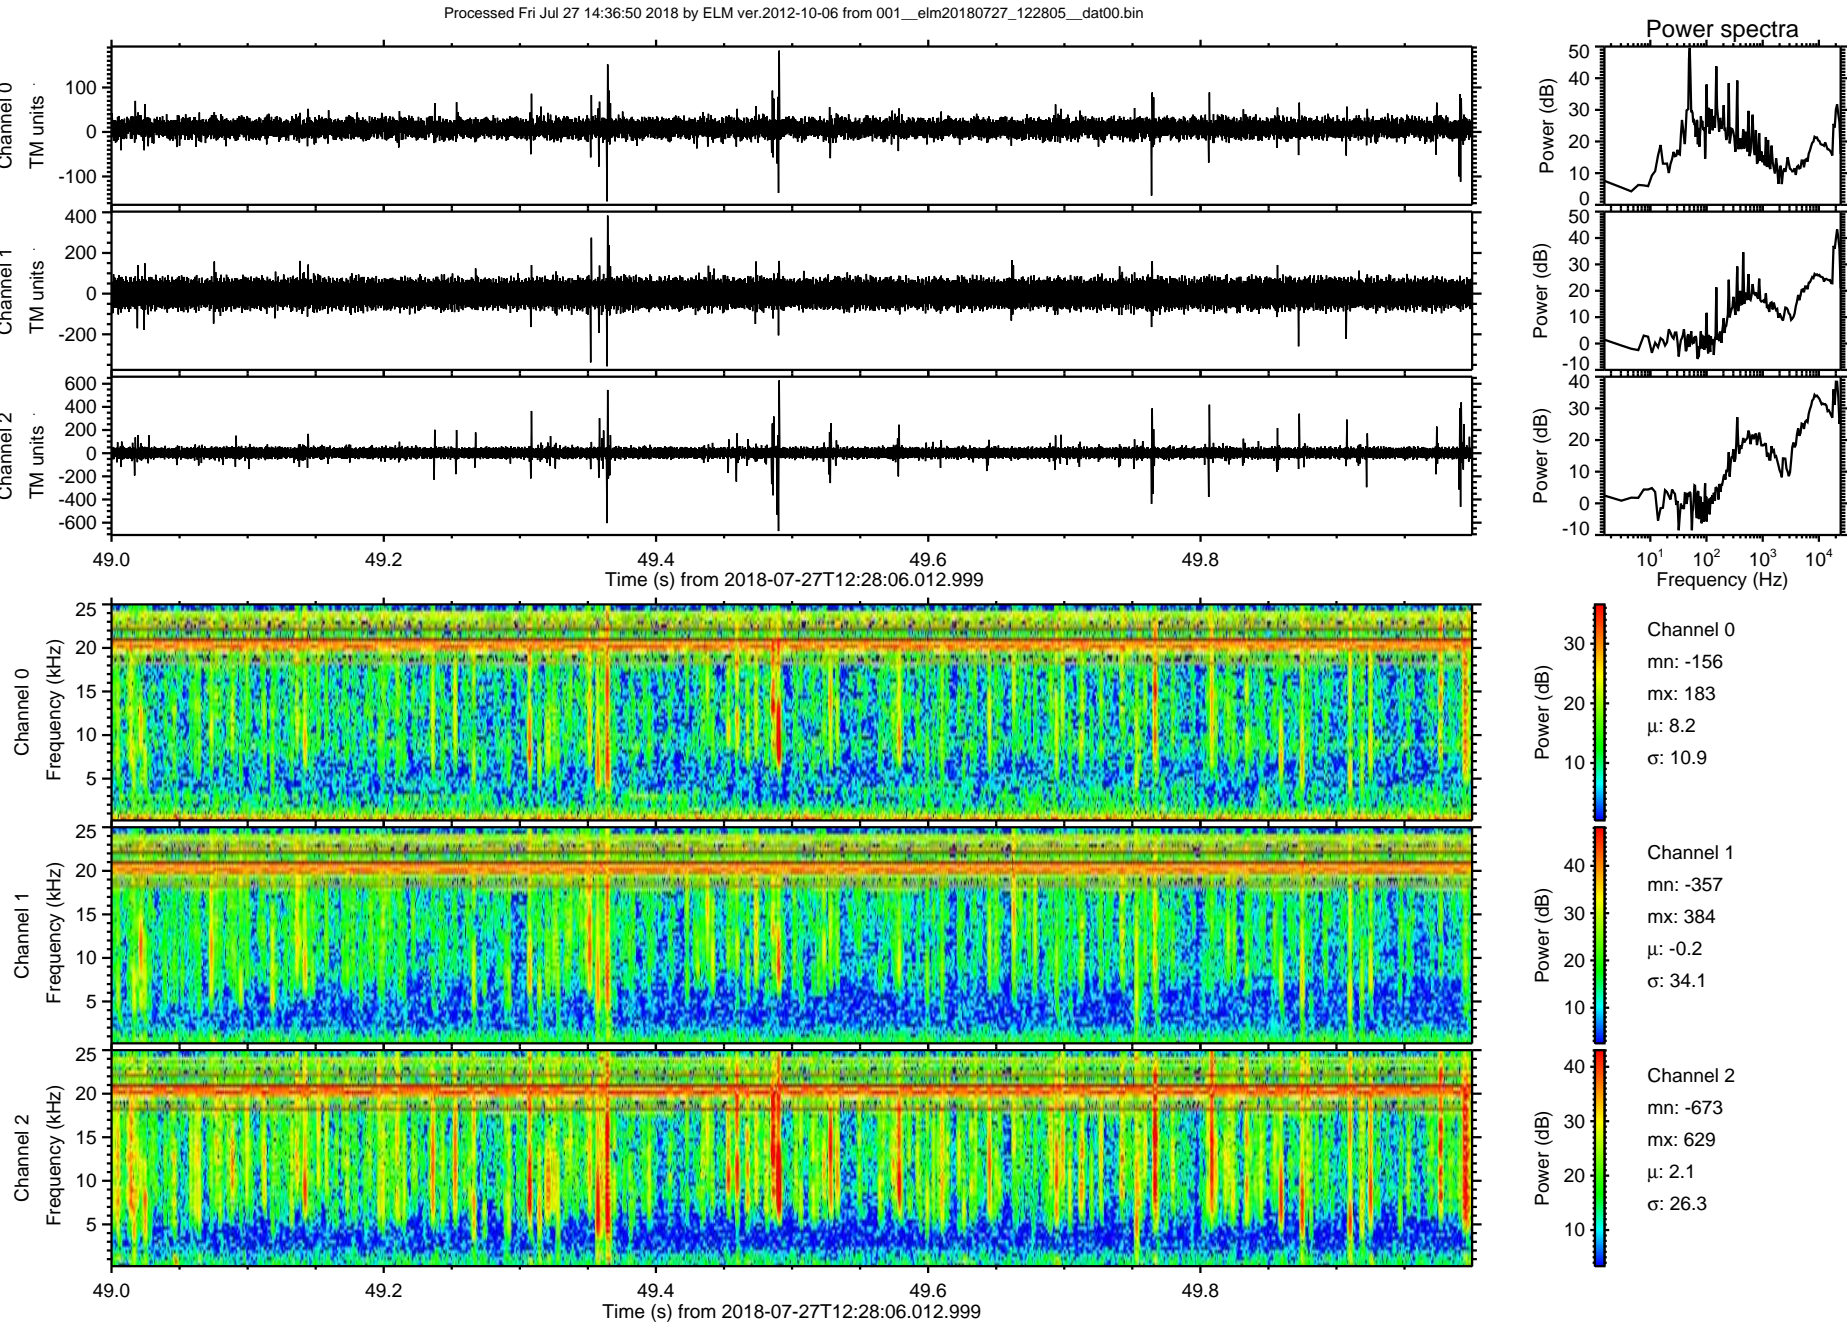 Processed Fri Jul 27 14:36:50 2018 by ELM ver.2012-10-06 from 001__elm20180727_122805__dat00.bin
Power spectra
Channel 0
TM units
100
0
-100
Power (dB)
50
40
30
20
10
0
Channel 1
TM units
400
200
0
-200
Power (dB)
50
40
30
20
10
0
-10
Channel 2
TM units
600
400
200
0
-200
-400
-600
Power (dB)
40
30
20
10
0
-10
49.0 49.2 49.4 49.6 49.8
Time (s) from 2018-07-27T12:28:06.012.999
10¹ 10² 10³ 10⁴
Frequency (Hz)
Channel 0
Frequency (kHz)
25
20
15
10
5
Power (dB)
30
20
10
Channel 0
mn: -156
mx: 183
μ: 8.2
σ: 10.9
Channel 1
Frequency (kHz)
25
20
15
10
5
Power (dB)
40
30
20
10
Channel 1
mn: -357
mx: 384
μ: -0.2
σ: 34.1
Channel 2
Frequency (kHz)
25
20
15
10
5
Power (dB)
40
30
20
10
Channel 2
mn: -673
mx: 629
μ: 2.1
σ: 26.3
49.0 49.2 49.4 49.6 49.8
Time (s) from 2018-07-27T12:28:06.012.999